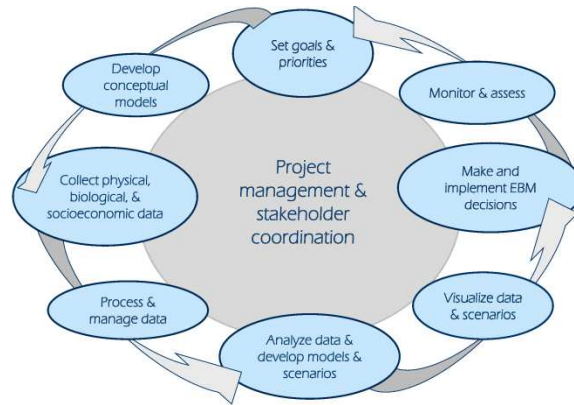 Set goals &
priorities
Develop
conceptual
models
Monitor & assess
Collect physical,
biological, &
socioeconomic data
Project
management &
stakeholder
coordination
Make and
implement EBM
decisions
Process &
manage data
Visualize data
& scenarios
Analyze data &
develop models &
scenarios